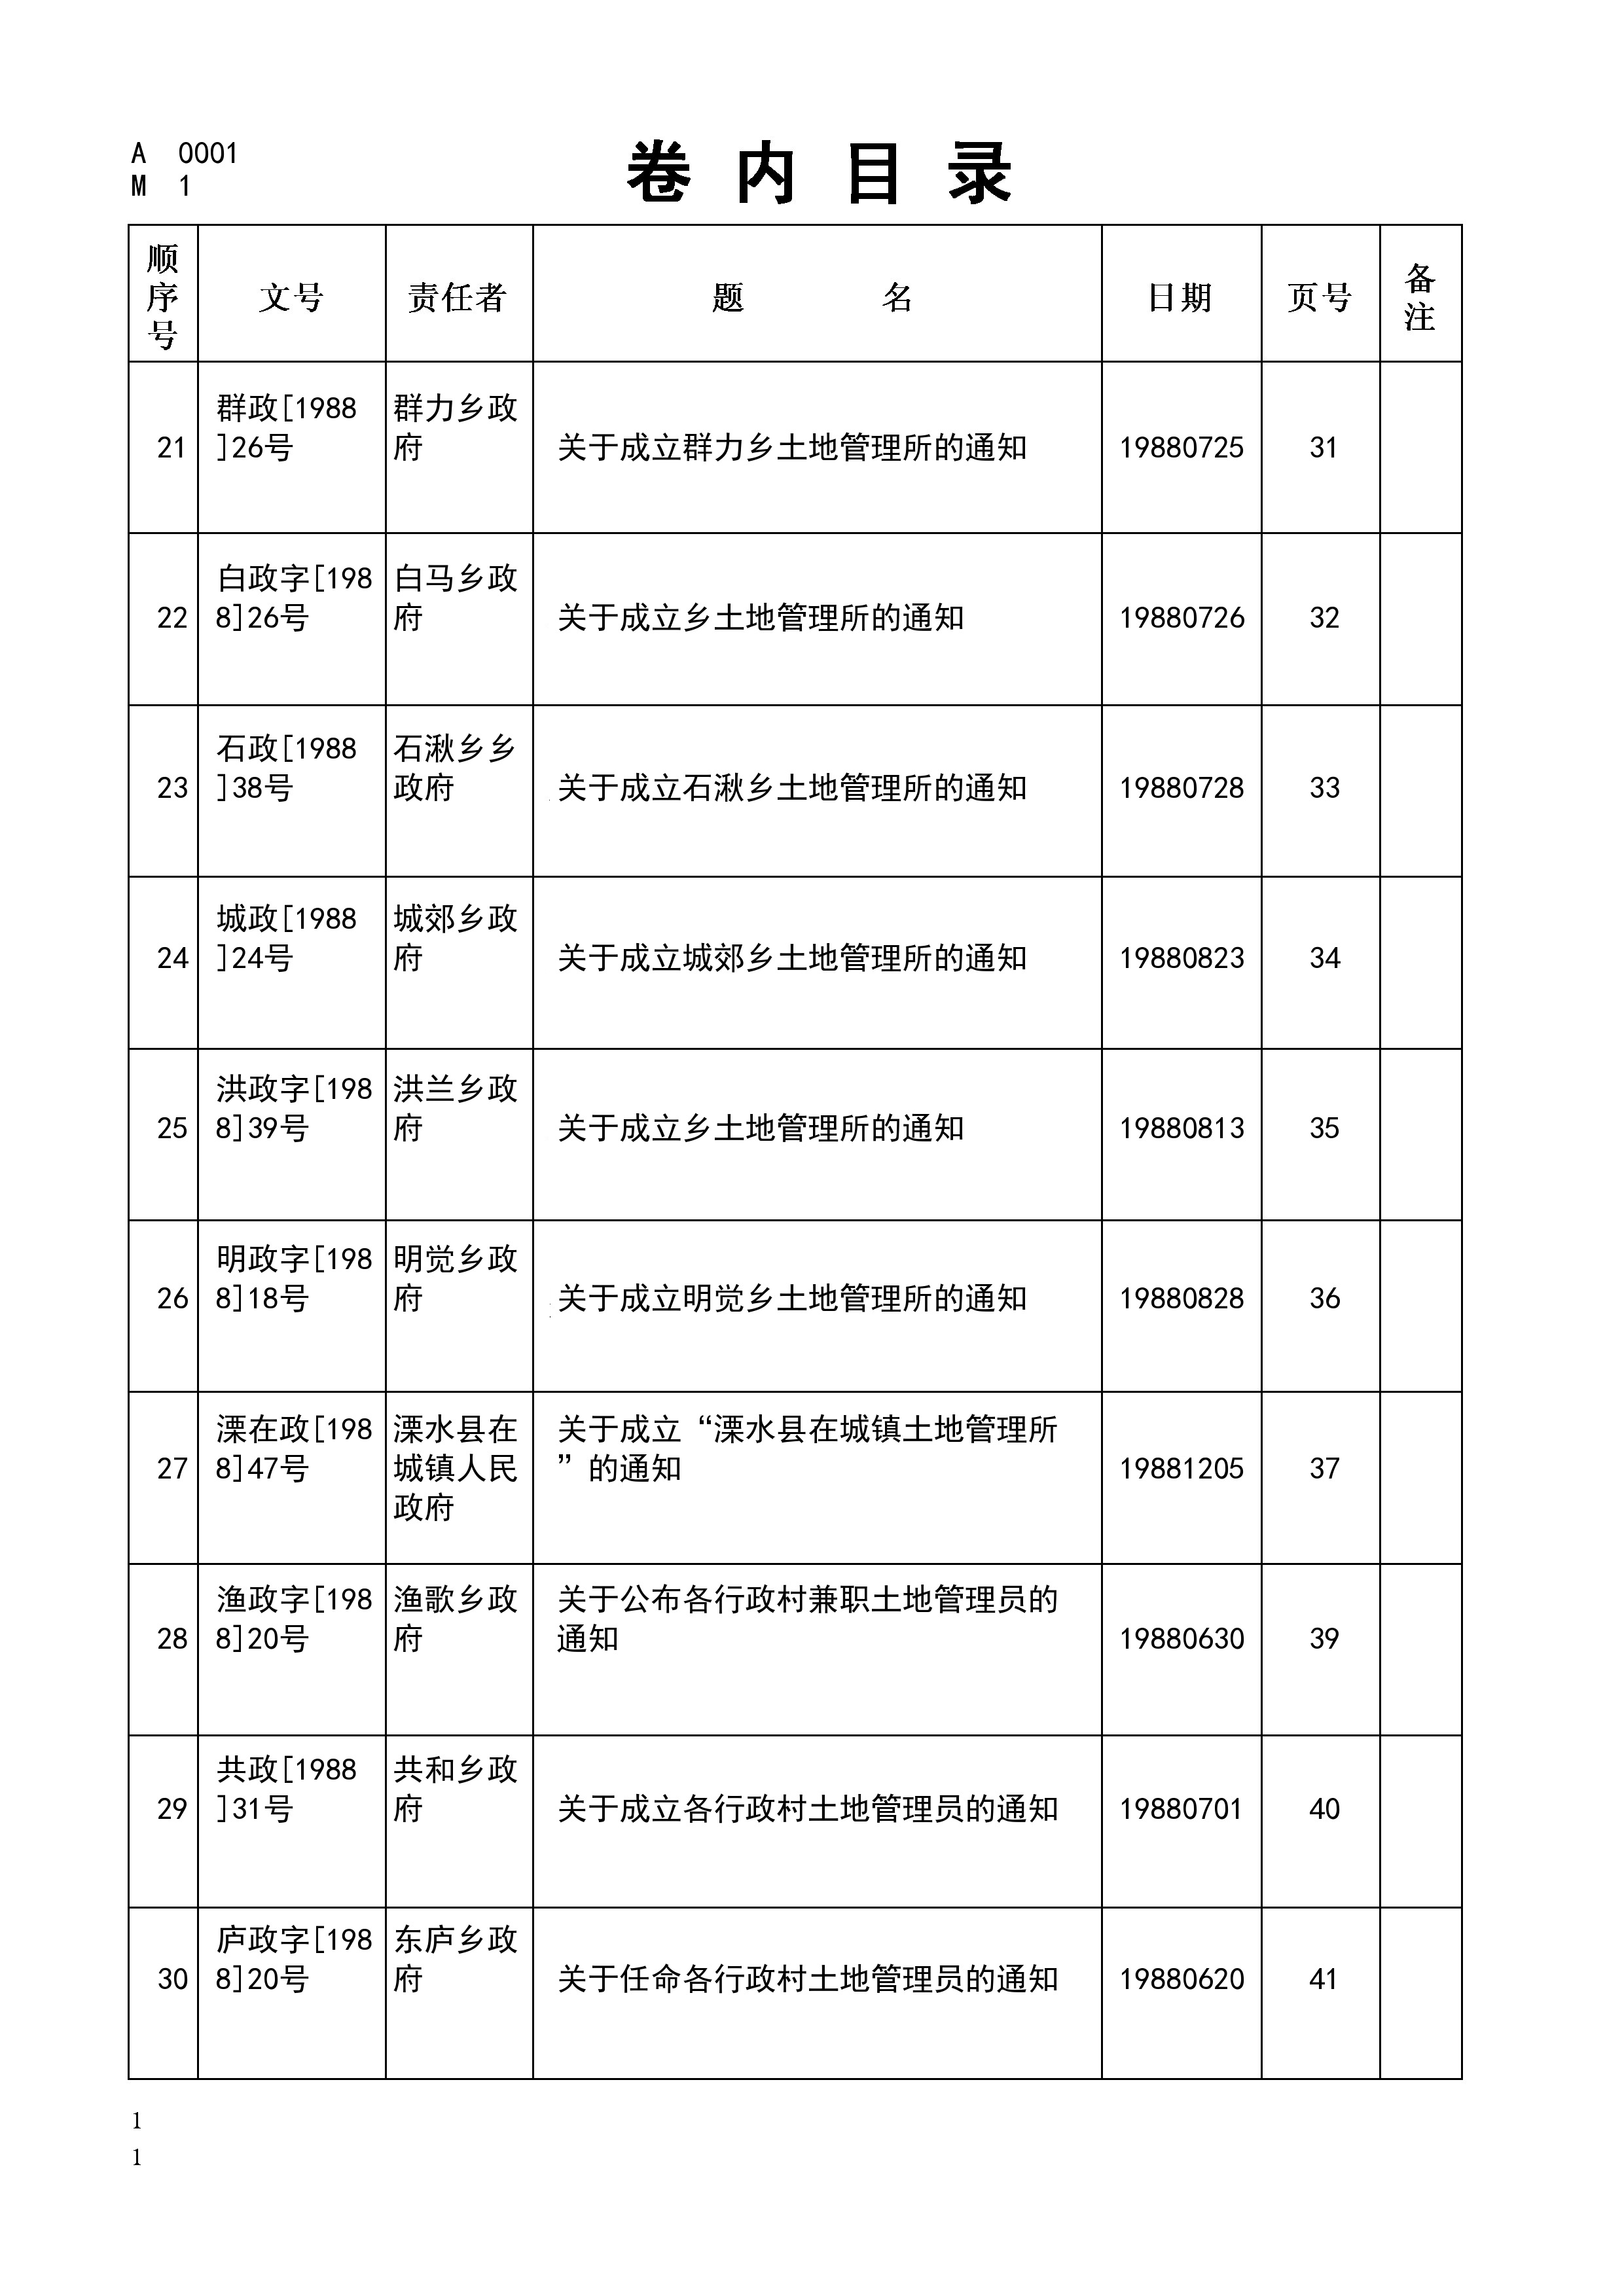 A 0001
M 1
卷内目录
顺序号 文号 责任者 题名 日期 页号 备注
群政[1988 群力乡政
21 ]26号 府 关于成立群力乡土地管理所的通知 19880725 31
白政字[198 白马乡政
22 8]26号 府 关于成立乡土地管理所的通知 19880726 32
石政[1988 石湫乡乡
23 ]38号 政府 关于成立石湫乡土地管理所的通知 19880728 33
城政[1988 城郊乡政
24 ]24号 府 关于成立城郊乡土地管理所的通知 19880823 34
洪政字[198 洪兰乡政
25 8]39号 府 关于成立乡土地管理所的通知 19880813 35
明政字[198 明觉乡政
26 8]18号 府 关于成立明觉乡土地管理所的通知 19880828 36
溧在政[198 溧水县在 关于成立“溧水县在城镇土地管理所
27 8]47号 城镇人民 ”的通知 19881205 37
政府
渔政字[198 渔歌乡政 关于公布各行政村兼职土地管理员的
28 8]20号 府 通知 19880630 39
共政[1988 共和乡政
29 ]31号 府 关于成立各行政村土地管理员的通知 19880701 40
庐政字[198 东庐乡政
30 8]20号 府 关于任命各行政村土地管理员的通知 19880620 41
1
1